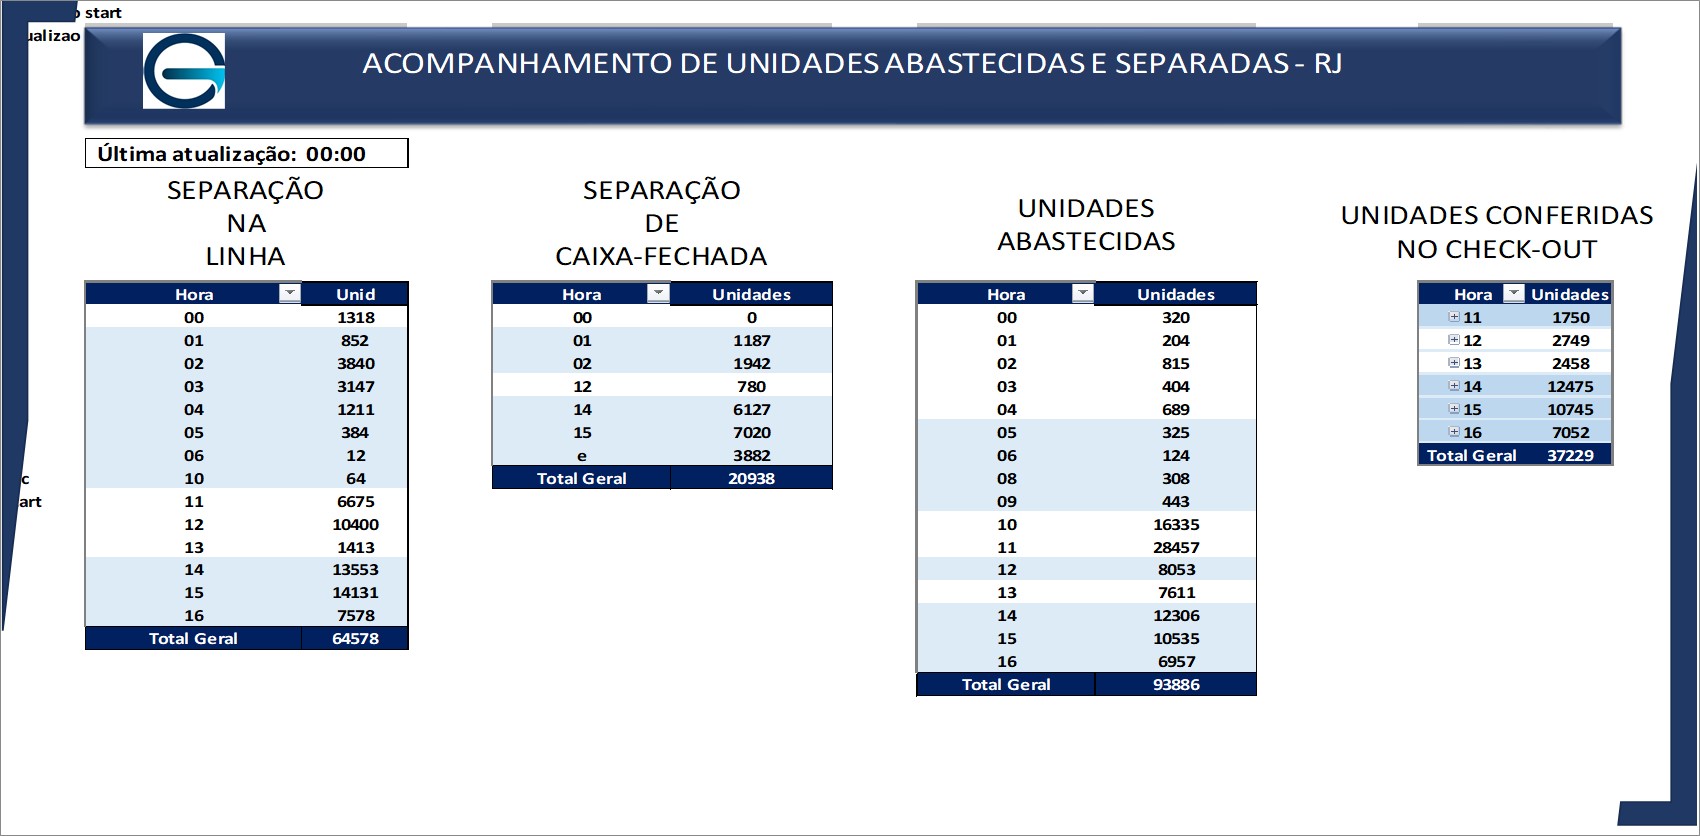 start
ualizao
ACOMPANHAMENTO DE UNIDADES ABASTECIDAS E SEPARADAS - RJ
Última atualização: 00:00
SEPARAÇÃO
NA
LINHA
Hora Unid
00 1318
01 852
02 3840
03 3147
04 1211
05 384
06 12
10 64
11 6675
12 10400
13 1413
14 13553
15 14131
16 7578
Total Geral 64578
SEPARAÇÃO
DE
CAIXA-FECHADA
Hora Unidades
00 0
01 1187
02 1942
12 780
14 6127
15 7020
e 3882
Total Geral 20938
UNIDADES
ABASTECIDAS
Hora Unidades
00 320
01 204
02 815
03 404
04 689
05 325
06 124
08 308
09 443
10 16335
11 28457
12 8053
13 7611
14 12306
15 10535
16 6957
Total Geral 93886
UNIDADES CONFERIDAS
NO CHECK-OUT
Hora Unidades
11 1750
12 2749
13 2458
14 12475
15 10745
16 7052
Total Geral 37229
c
art